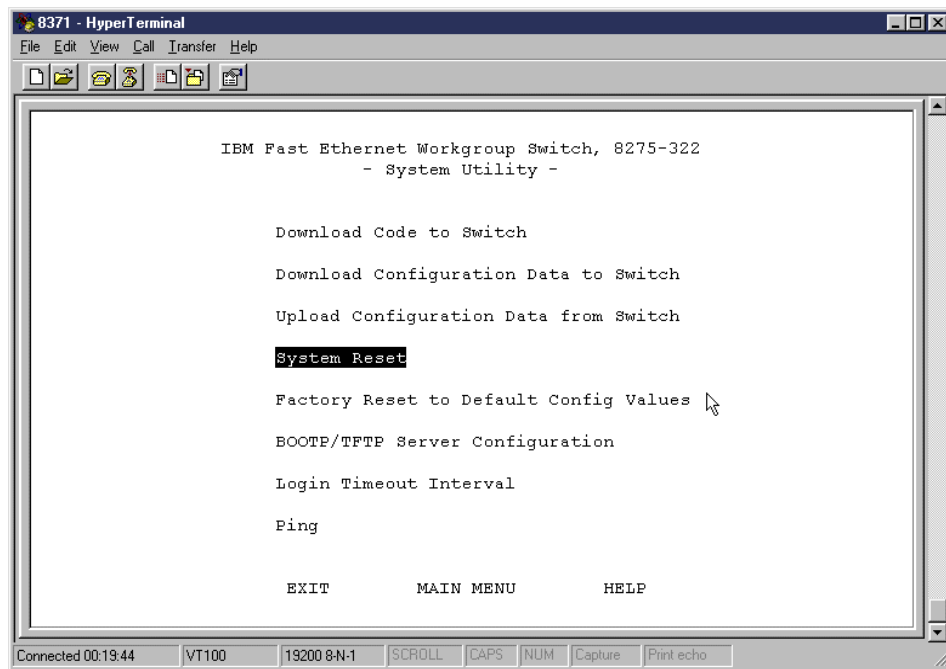 8371 - HyperTerminal
File Edit View Call Transfer Help
IBM Fast Ethernet Workgroup Switch, 8275-322
- System Utility -
Download Code to Switch
Download Configuration Data to Switch
Upload Configuration Data from Switch
System Reset
Factory Reset to Default Config Values
BOOTP/TFTP Server Configuration
Login Timeout Interval
Ping
EXIT MAIN MENU HELP
Connected 00:19:44 VT100 19200 8-N-1 SCROLL CAPS NUM Capture Print echo